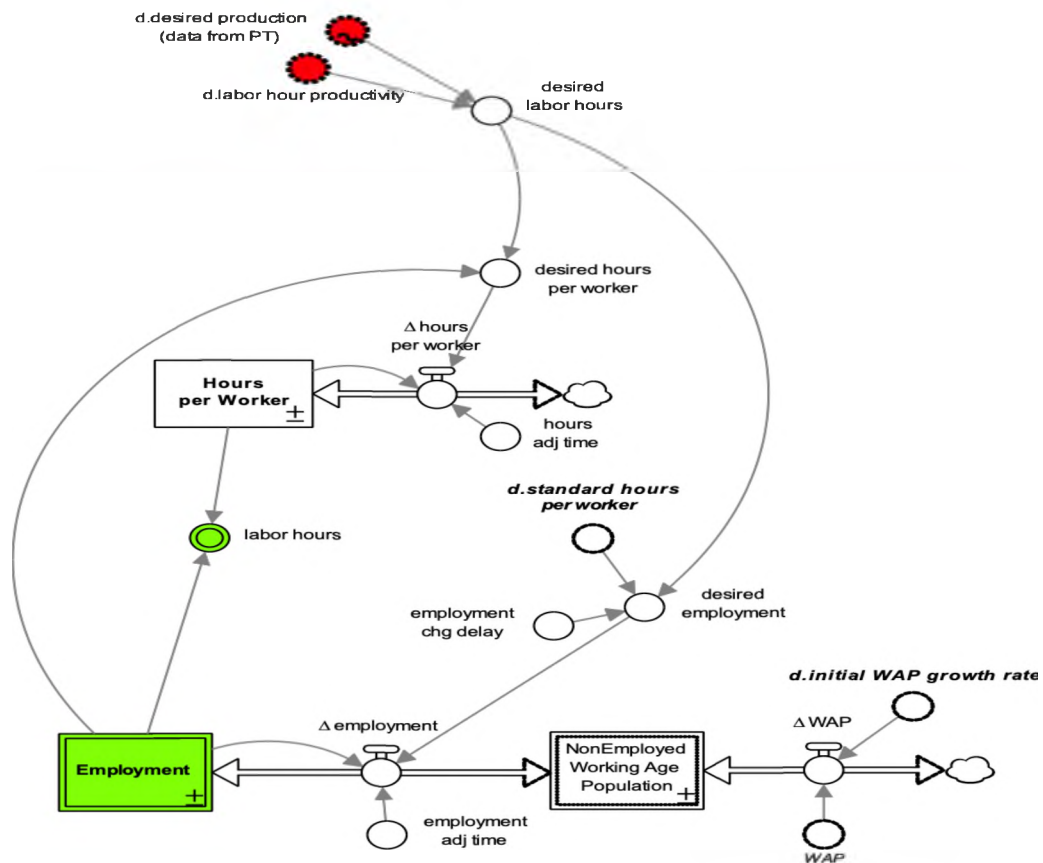 d.desired production
(data from PT)
d.labor hour productivity
desired
labor hours
desired hours
per worker
Δ hours
per worker
Hours
per Worker
+
hours
adj time
d.standard hours
per worker
labor hours
desired
employment
employment
chg delay
d.initial WAP growth rate
Δ employment
Δ WAP
Employment
+
NonEmployed
Working Age
Population
+
employment
adj time
WAP